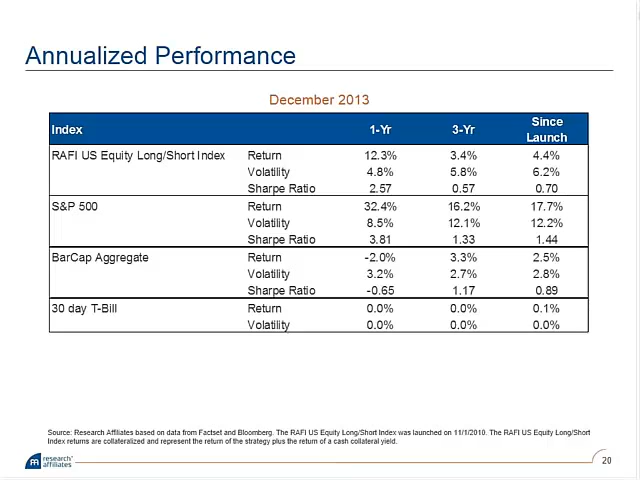 Annualized Performance
December 2013
Index 1-Yr 3-Yr Since Launch
RAFI US Equity Long/Short Index Return 12.3% 3.4% 4.4%
Volatility 4.8% 5.8% 6.2%
Sharpe Ratio 2.57 0.57 0.70
S&P 500 Return 32.4% 16.2% 17.7%
Volatility 8.5% 12.1% 12.2%
Sharpe Ratio 3.81 1.33 1.44
BarCap Aggregate Return -2.0% 3.3% 2.5%
Volatility 3.2% 2.7% 2.8%
Sharpe Ratio -0.65 1.17 0.89
30 day T-Bill Return 0.0% 0.0% 0.1%
Volatility 0.0% 0.0% 0.0%
Source: Research Affiliates based on data from Factset and Bloomberg. The RAFI US Equity Long/Short Index was launched on 11/1/2010. The RAFI US Equity Long/Short
Index returns are collateralized and represent the return of the strategy plus the return of a cash collateral yield.
research
affiliates
20